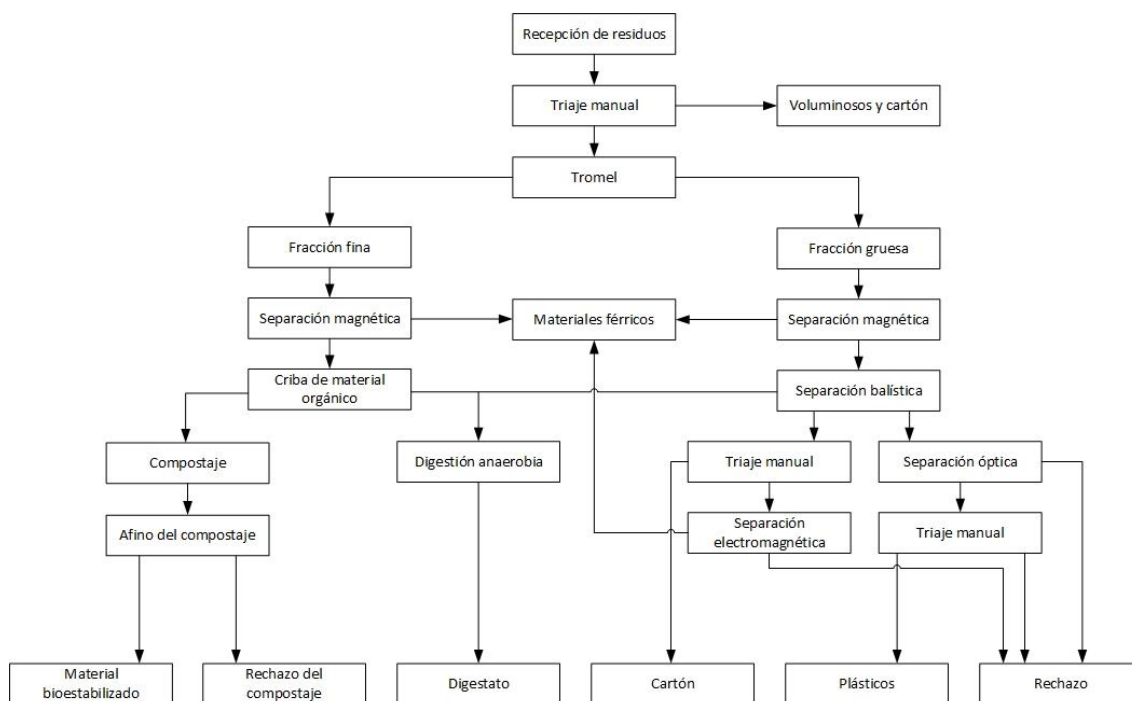 Recepción de residuos
Triaje manual
Voluminosos y cartón
Tromel
Fracción fina
Fracción gruesa
Separación magnética
Materiales férricos
Separación magnética
Criba de material
orgánico
Separación balística
Compostaje
Digestión anaerobia
Triaje manual
Separación óptica
Afino del compostaje
Separación
electromagnética
Triaje manual
Material
bioestabilizado
Rechazo del
compostaje
Digestato
Cartón
Plásticos
Rechazo